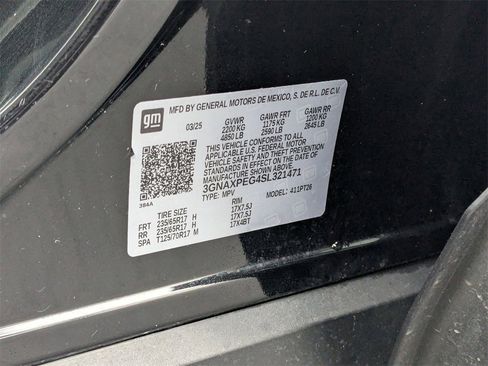 gm
MFD BY GENERAL MOTORS DE MEXICO, S. DE R.L. DE C.V.
03/25 GVWR GAWR FRT GAWR RR
2200 KG 1175 KG 1200 KG
4850 LB 2590 LB 2645 LB
THIS VEHICLE CONFORMS TO ALL APPLICABLE
U.S. FEDERAL MOTOR VEHICLE SAFETY
STANDARDS IN EFFECT ON THE DATE OF
MANUFACTURE SHOWN ABOVE.
3GNAXPEG4SL321471
384A TYPE: MPV MODEL: 411PT26
TIRE SIZE RIM
FRT 235/65R17 H 17X7.5J
RR 235/65R17 H 17X7.5J
SPA T125/70R17 M 17X4BT